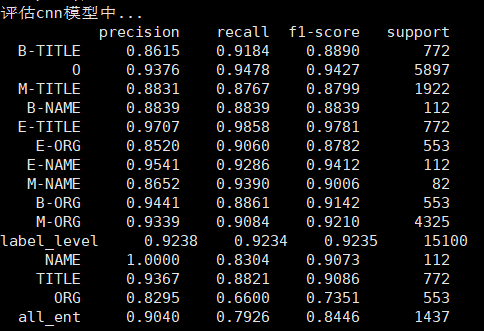 评估cnn模型中...
precision recall f1-score support
B-TITLE 0.8615 0.9184 0.8890 772
O 0.9376 0.9478 0.9427 5897
M-TITLE 0.8831 0.8767 0.8799 1922
B-NAME 0.8839 0.8839 0.8839 112
E-TITLE 0.9707 0.9858 0.9781 772
E-ORG 0.8520 0.9060 0.8782 553
E-NAME 0.9541 0.9286 0.9412 112
M-NAME 0.8652 0.9390 0.9006 82
B-ORG 0.9441 0.8861 0.9142 553
M-ORG 0.9339 0.9084 0.9210 4325
label_level 0.9238 0.9234 0.9235 15100
NAME 1.0000 0.8304 0.9073 112
TITLE 0.9367 0.8821 0.9086 772
ORG 0.8295 0.6600 0.7351 553
all_ent 0.9040 0.7926 0.8446 1437